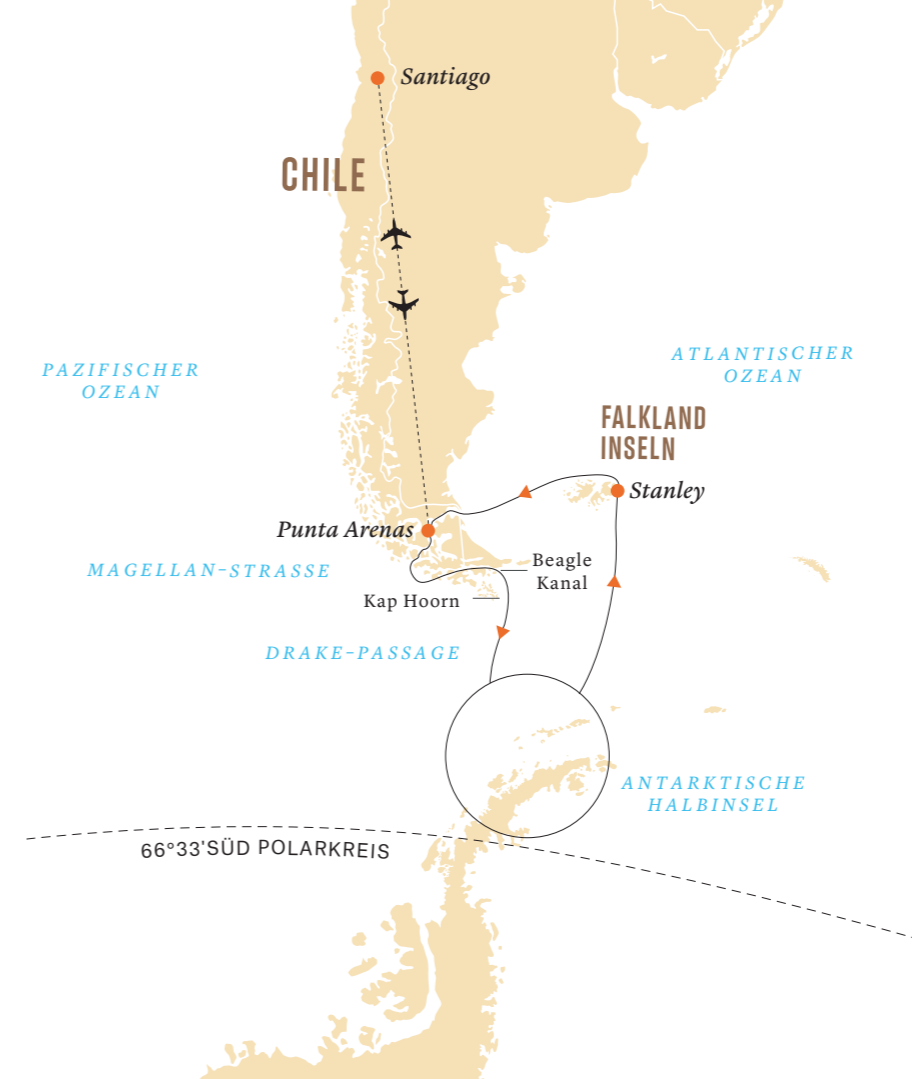 Santiago
CHILE
PAZIFISCHER
OZEAN
ATLANTISCHER
OZEAN
FALKLAND
INSELN
Stanley
Punta Arenas
MAGELLAN-STRASSE
Beagle
Kanal
Kap Hoorn
DRAKE-PASSAGE
ANTARKTISCHE
HALBINSEL
66°33'SÜD POLARKREIS